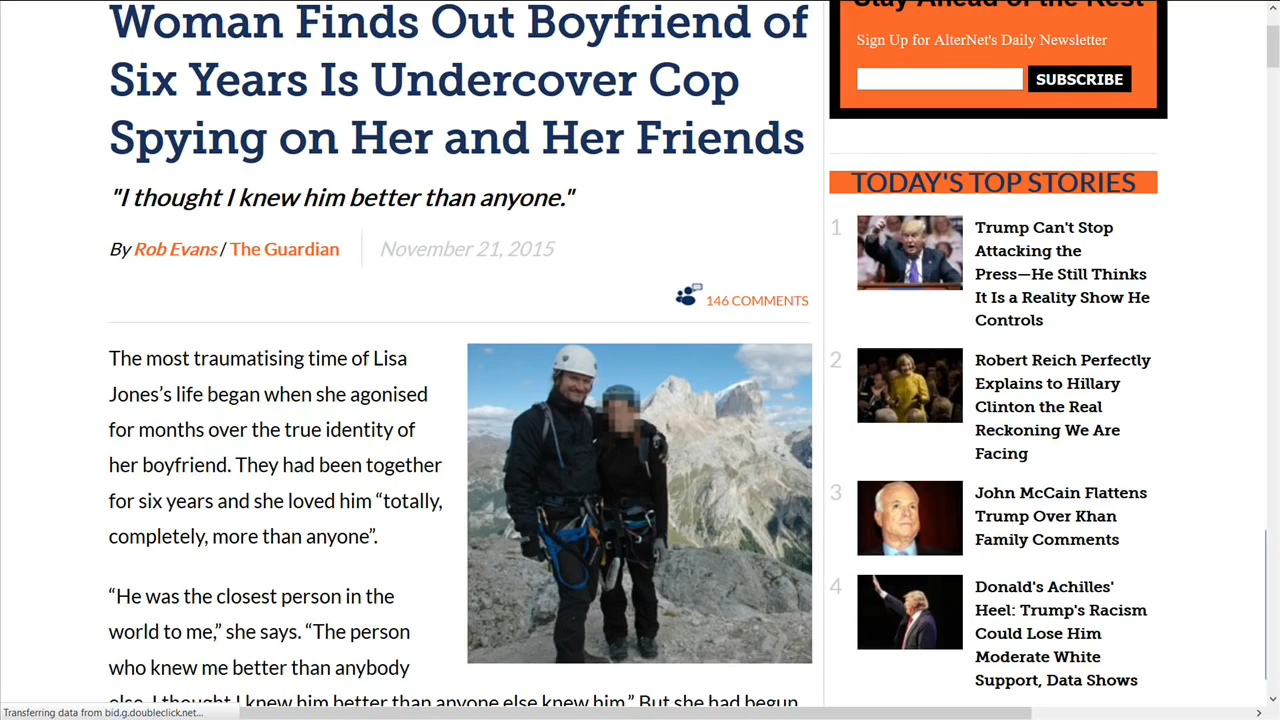 Woman Finds Out Boyfriend of
Six Years Is Undercover Cop
Spying on Her and Her Friends
"I thought I knew him better than anyone."
By Rob Evans / The Guardian
November 21, 2015
146 COMMENTS
The most traumatising time of Lisa
Jones’s life began when she agonised
for months over the true identity of
her boyfriend. They had been together
for six years and she loved him “totally,
completely, more than anyone”.
“He was the closest person in the
world to me,” she says. “The person
who knew me better than anybody
else. I thought I knew him better than anyone else knew him.” But she had begun
Stay Ahead of the Rest
Sign Up for AlterNet's Daily Newsletter
SUBSCRIBE
TODAY'S TOP STORIES
1
Trump Can't Stop
Attacking the
Press—He Still Thinks
It Is a Reality Show He
Controls
2
Robert Reich Perfectly
Explains to Hillary
Clinton the Real
Reckoning We Are
Facing
3
John McCain Flattens
Trump Over Khan
Family Comments
4
Donald's Achilles'
Heel: Trump's Racism
Could Lose Him
Moderate White
Support, Data Shows
Transferring data from bid.g.doubleclick.net...